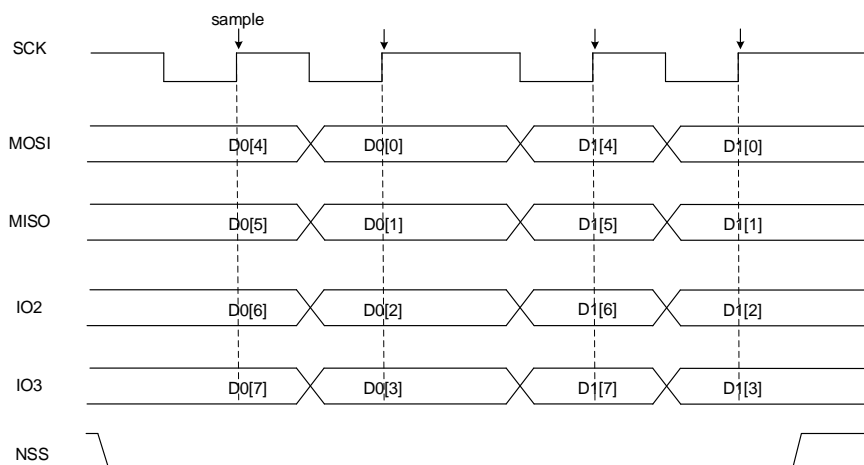 sample
SCK
MOSI D0[4] D0[0] D1[4] D1[0]
MISO D0[5] D0[1] D1[5] D1[1]
IO2 D0[6] D0[2] D1[6] D1[2]
IO3 D0[7] D0[3] D1[7] D1[3]
NSS